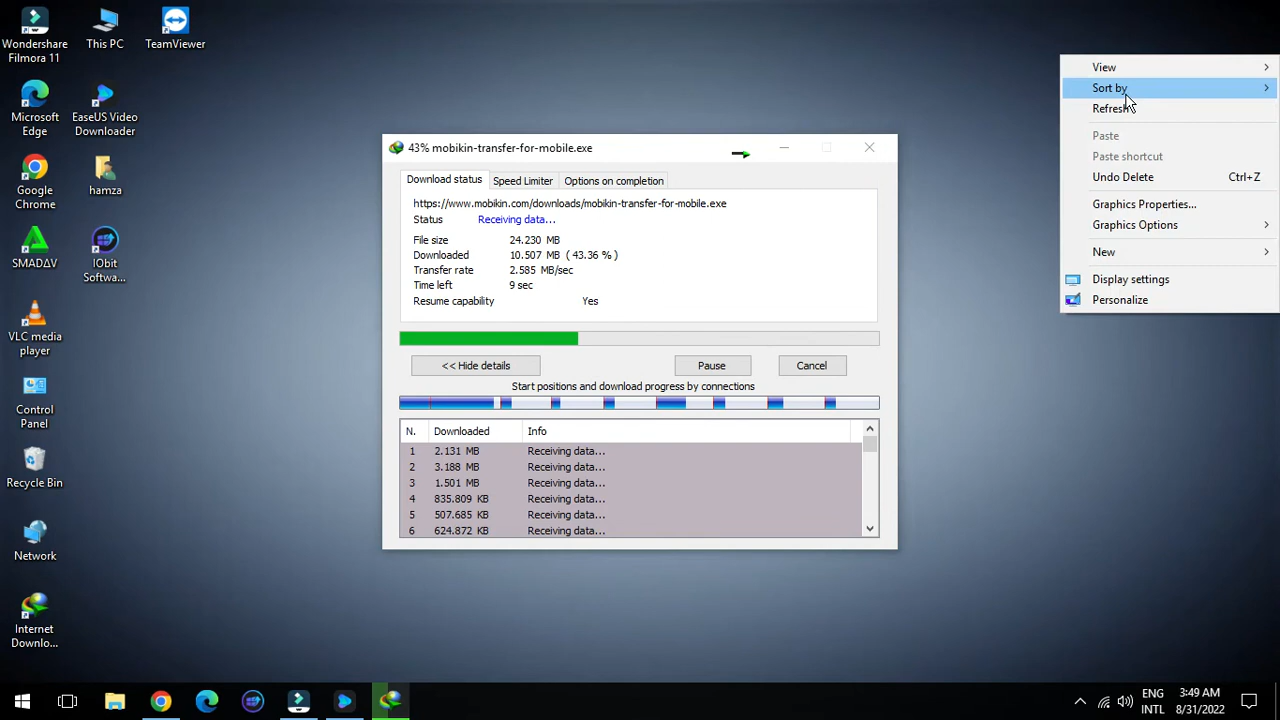 Wondershare
Filmora 11
This PC
TeamViewer
Microsoft
Edge
EaseUS Video
Downloader
Google
Chrome
hamza
SMADΔV
IObit
Softwa...
VLC media
player
Control
Panel
Recycle Bin
Network
Internet
Downlo...
43% mobikin-transfer-for-mobile.exe
Download status
Speed Limiter
Options on completion
https://www.mobikin.com/downloads/mobikin-transfer-for-mobile.exe
Status Receiving data...
File size 24.230 MB
Downloaded 10.507 MB ( 43.36 % )
Transfer rate 2.585 MB/sec
Time left 9 sec
Resume capability Yes
<< Hide details
Pause
Cancel
Start positions and download progress by connections
N. Downloaded Info
1 2.131 MB Receiving data...
2 3.188 MB Receiving data...
3 1.501 MB Receiving data...
4 835.809 KB Receiving data...
5 507.685 KB Receiving data...
6 624.872 KB Receiving data...
View
Sort by
Refresh
Paste
Paste shortcut
Undo Delete Ctrl+Z
Graphics Properties...
Graphics Options
New
Display settings
Personalize
ENG
INTL
3:49 AM
8/31/2022